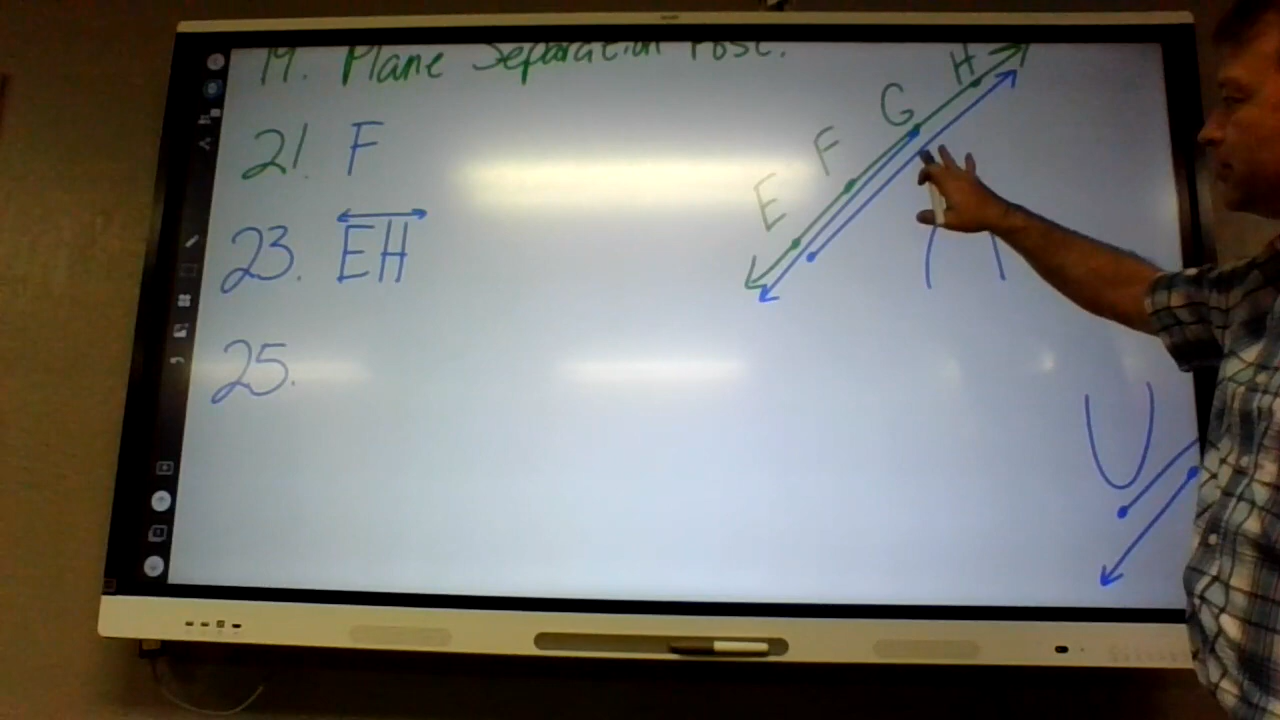 19. Plane Separation Post.
21. F
23. EH
25.
E F G H